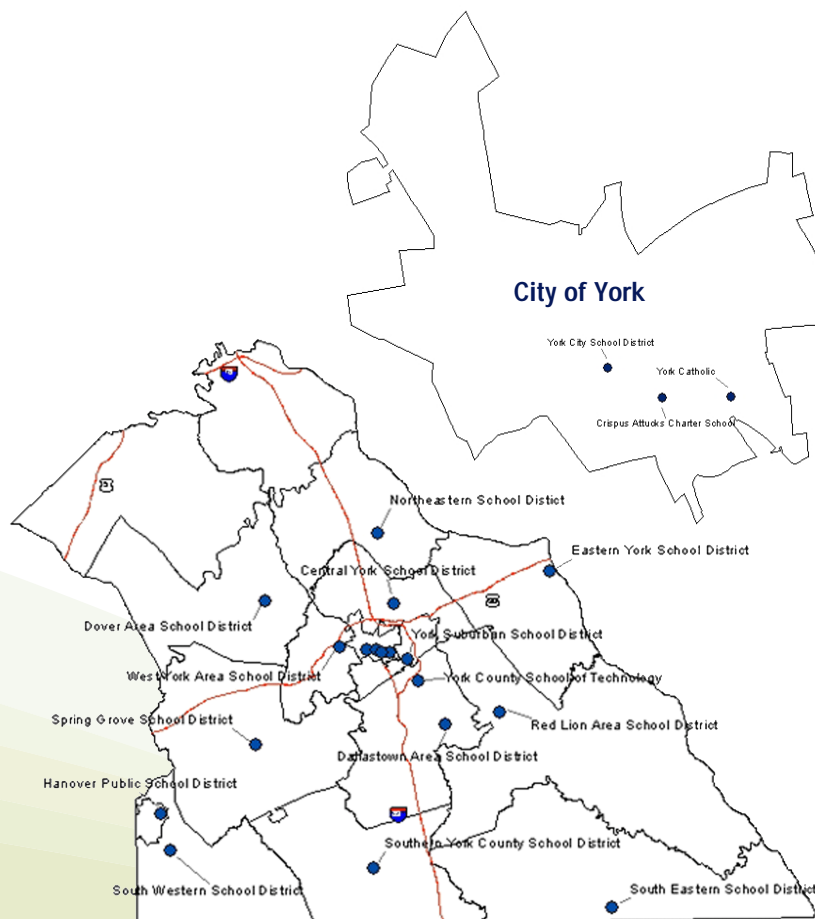 City of York
York City School District
York Catholic
Crispus Attucks Charter School
Northeastern School Distict
Eastern York School District
Central York School District
Dover Area School District
York Suburban School District
West York Area School District
York County School of Technology
Spring Grove School District
Red Lion Area School District
Dallastown Area School District
Hanover Public School District
Southern York County School District
South Western School District
South Eastern School District